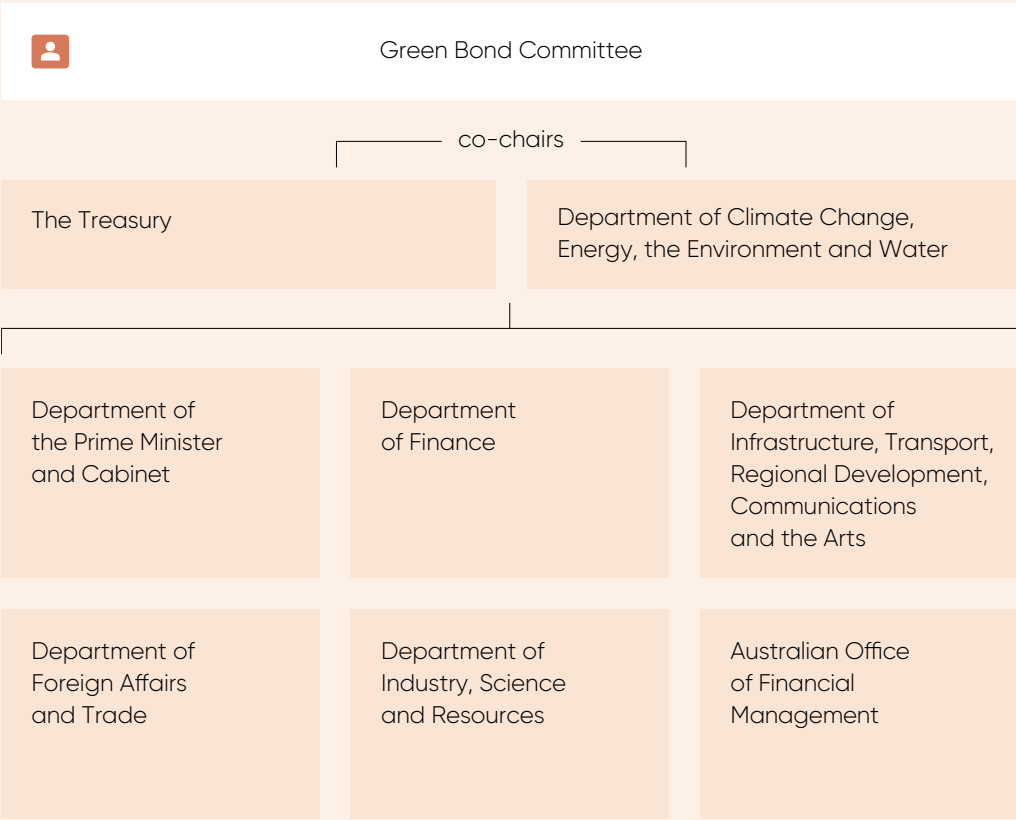 Green Bond Committee
co-chairs
The Treasury
Department of Climate Change,
Energy, the Environment and Water
Department of
the Prime Minister
and Cabinet
Department
of Finance
Department of
Infrastructure, Transport,
Regional Development,
Communications
and the Arts
Department of
Foreign Affairs
and Trade
Department of
Industry, Science
and Resources
Australian Office
of Financial
Management